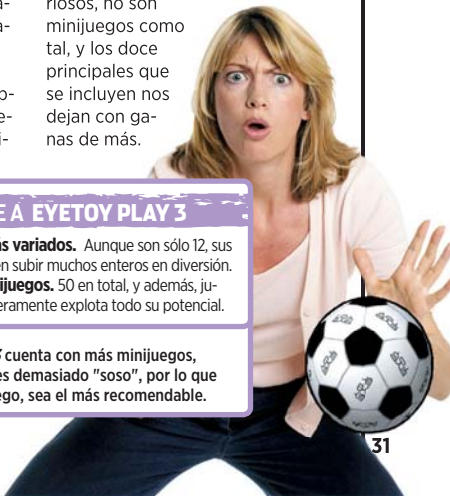 riosos, no son
minijuegos como
tal, y los doce
principales que
se incluyen nos
dejan con ga-
nas de más.
E A EYETOY PLAY 3
variados. Aunque son sólo 12, sus
en subir muchos enteros en diversión.
50 en total, y además, ju-
explota todo su potencial.
cuenta con más minijuegos,
es demasiado "soso", por lo que
sea el más recomendable.
31